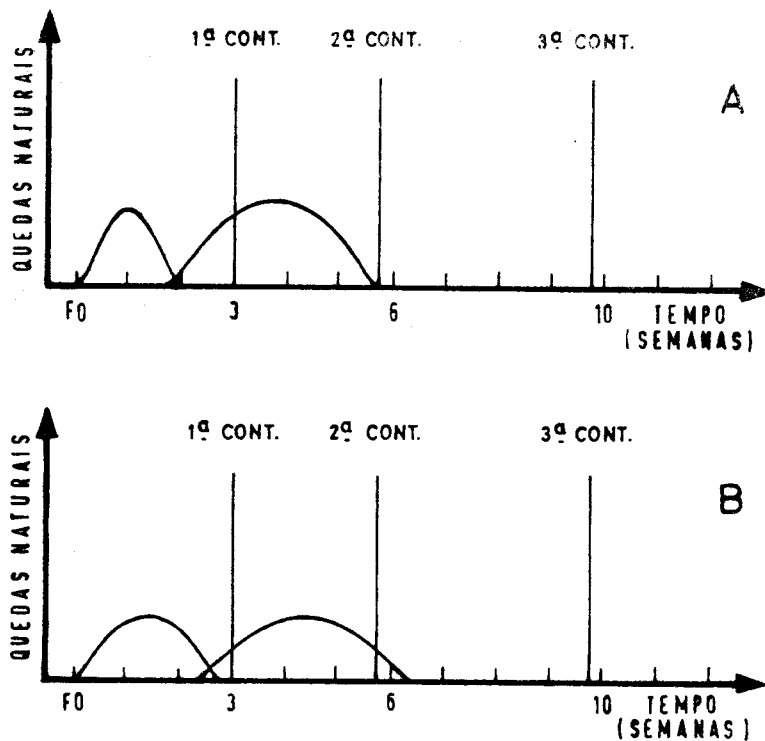 1ª CONT. 2ª CONT. 3ª CONT.
A
QUEDAS NATURAIS
F0 3 6 10 TEMPO
(SEMANAS)
1ª CONT. 2ª CONT. 3ª CONT.
B
QUEDAS NATURAIS
F0 3 6 10 TEMPO
(SEMANAS)